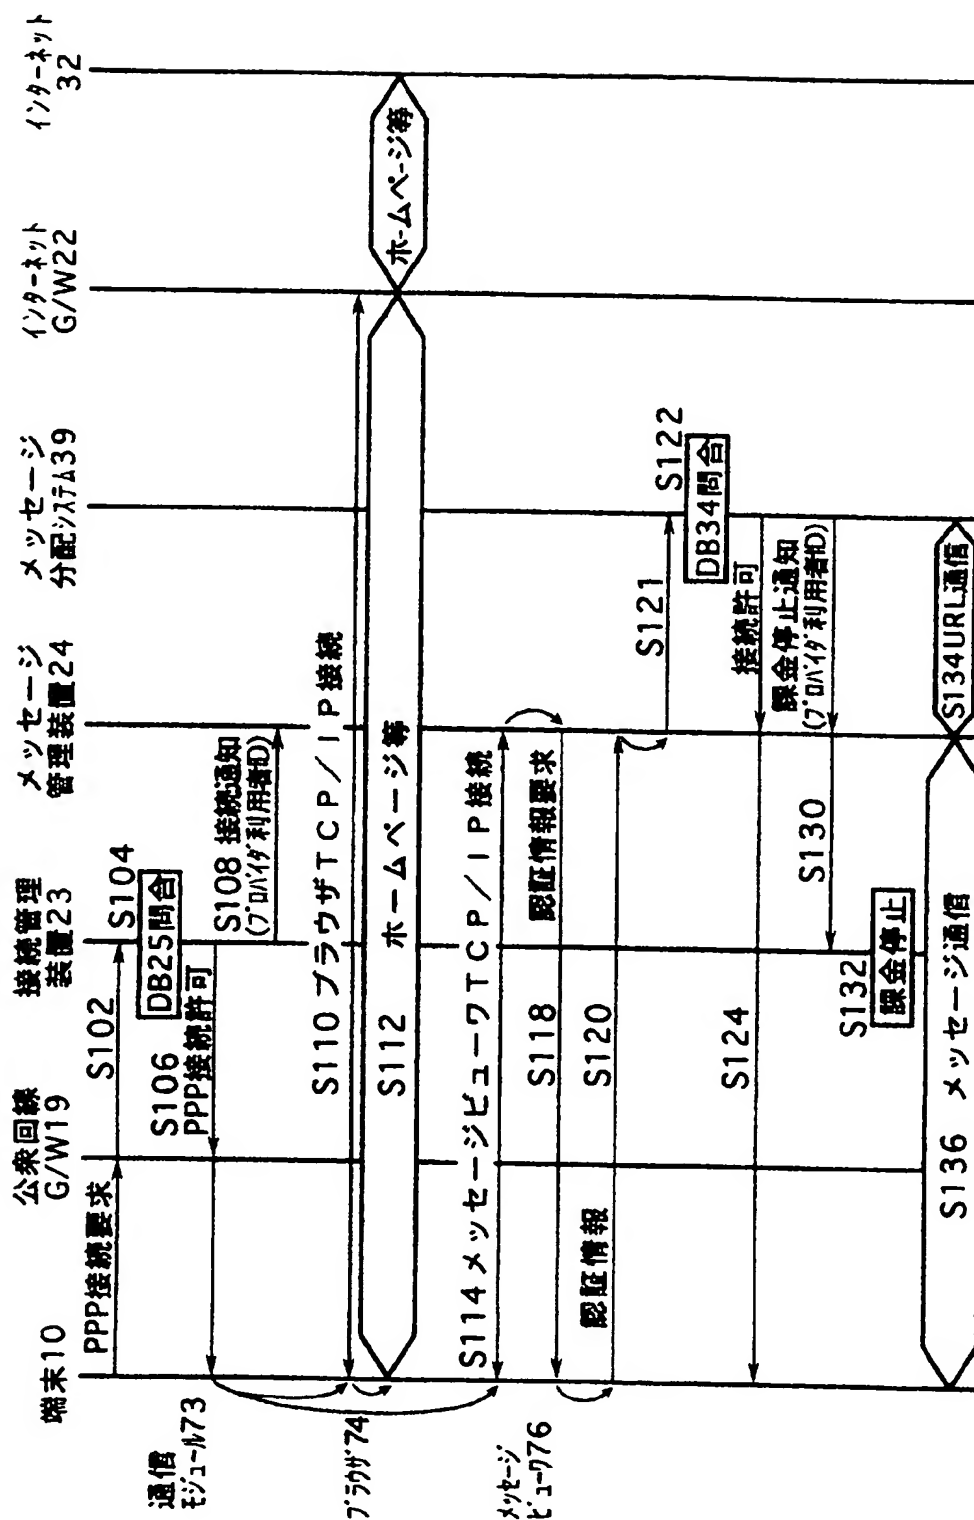 端末10
公衆回線
G/W19
接続管理
装置23
メッセージ
管理装置24
メッセージ
分配システム39
インターネット
G/W22
インターネット
32
通信
モジュール73
PPP接続要求
S102
S104
DB25問合
S106
PPP接続許可
S108 接続通知
(プロバイダ利用者ID)
ブラウザ74
S110 ブラウザTCP/IP接続
S112 ホームページ等
ホームページ等
メッセージ
ビューワ76
S114 メッセージビューワTCP/IP接続
S118 認証情報要求
認証情報
S120
S121
S122
DB34問合
S124
接続許可
課金停止通知
(プロバイダ利用者ID)
S130
S132
課金停止
S136 メッセージ通信
S134URL通信